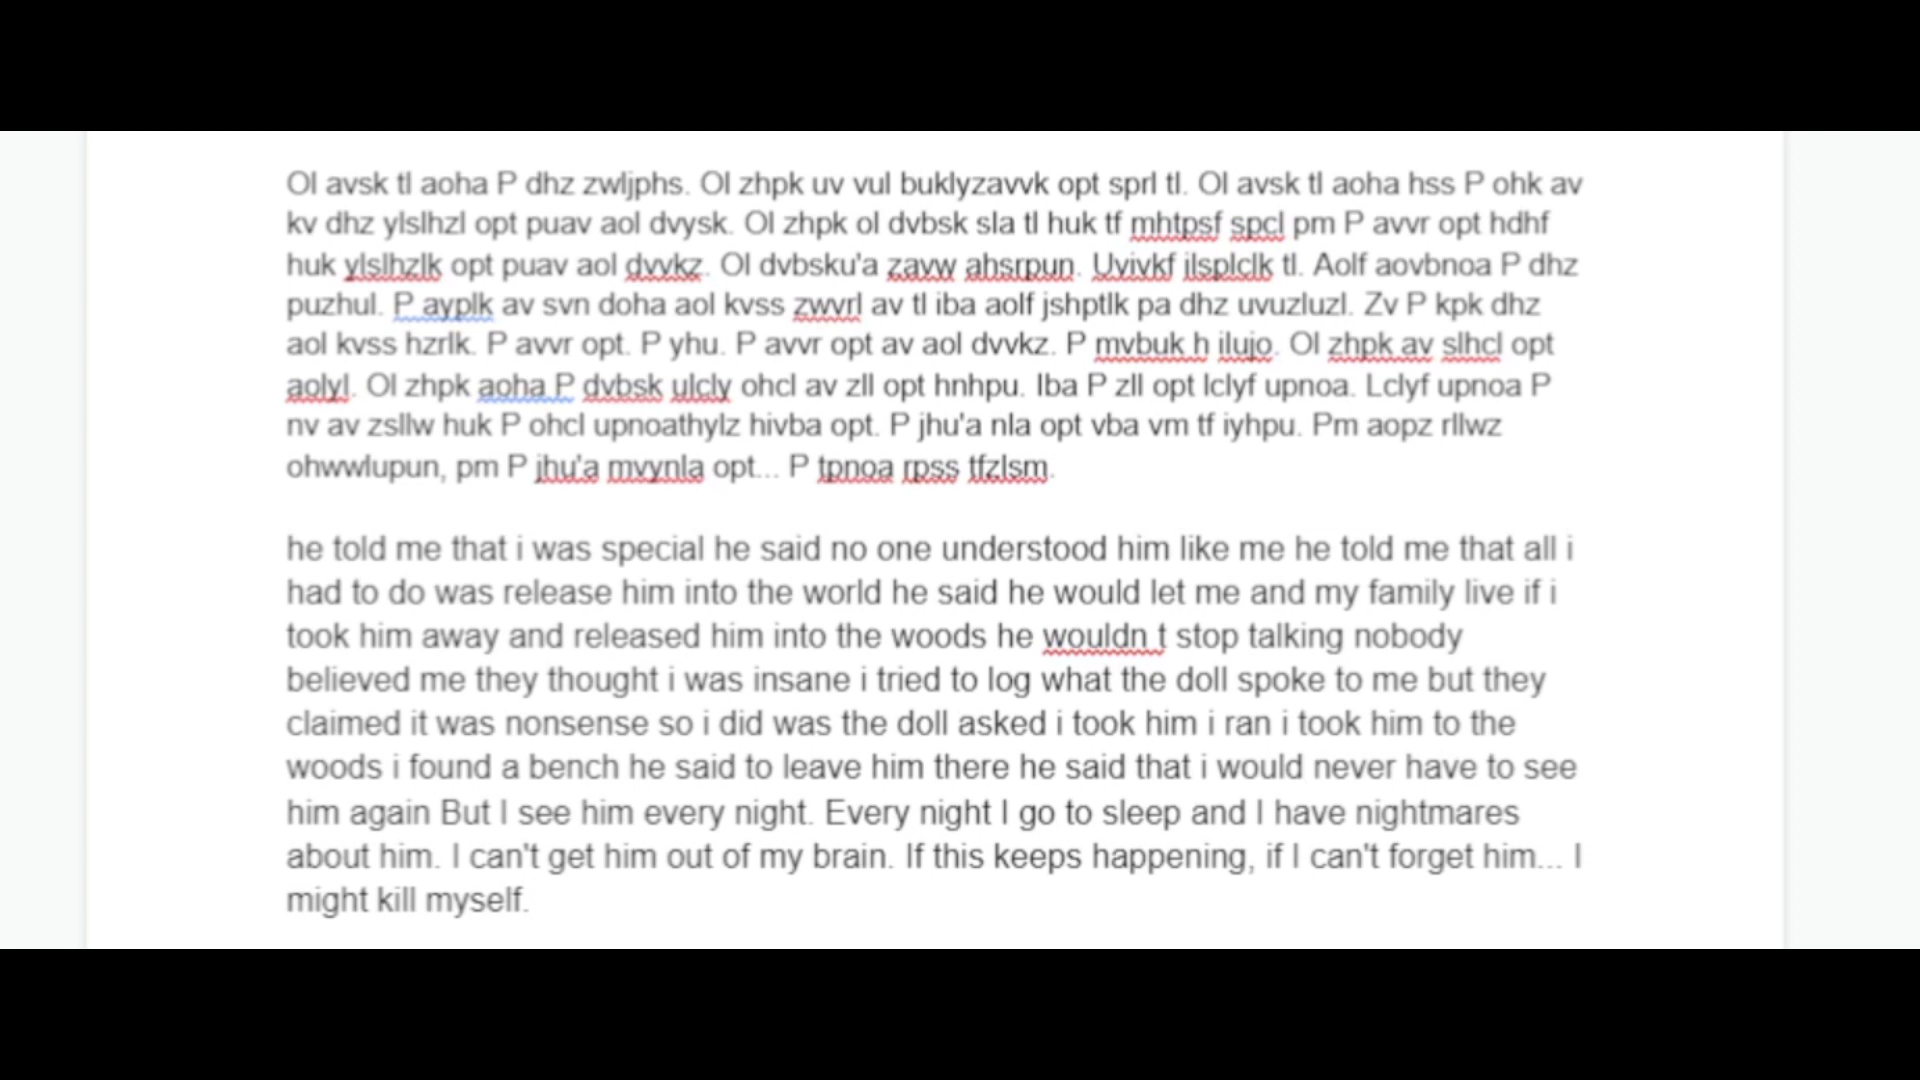 Ol avsk tl aoha P dhz zwljphs. Ol zhpk uv vul buklyzavvk opt sprl tl. Ol avsk tl aoha hss P ohk av
kv dhz ylslhzl opt puav aol dvysk. Ol zhpk ol dvbsk sla tl huk tf mhtpsf spcl pm P avvr opt hdhf
huk ylslhzlk opt puav aol dvvkz. Ol dvbsku'a zavw ahsrpun. Uvivkf ilsplclk tl. Aolf aovbnoa P dhz
puzhul. P ayplk av svn doha aol kvss zwvrl av tl iba aolf jshptlk pa dhz uvuzluzl. Zv P kpk dhz
aol kvss hzrlk. P avvr opt. P yhu. P avvr opt av aol dvvkz. P mvbuk h ilujo. Ol zhpk av slhcl opt
aolyl. Ol zhpk aoha P dvbsk ulcly ohcl av zll opt hnhpu. Iba P zll opt lclyf upnoa. Lclyf upnoa P
nv av zsllw huk P ohcl upnoathylz hivba opt. P jhu'a nla opt vba vm tf iyhpu. Pm aopz rllwz
ohwwlupun, pm P jhu'a mvynla opt... P tpnoa rpss tfzlsm.
he told me that i was special he said no one understood him like me he told me that all i
had to do was release him into the world he said he would let me and my family live if i
took him away and released him into the woods he wouldn t stop talking nobody
believed me they thought i was insane i tried to log what the doll spoke to me but they
claimed it was nonsense so i did was the doll asked i took him i ran i took him to the
woods i found a bench he said to leave him there he said that i would never have to see
him again But I see him every night. Every night I go to sleep and I have nightmares
about him. I can't get him out of my brain. If this keeps happening, if I can't forget him... I
might kill myself.